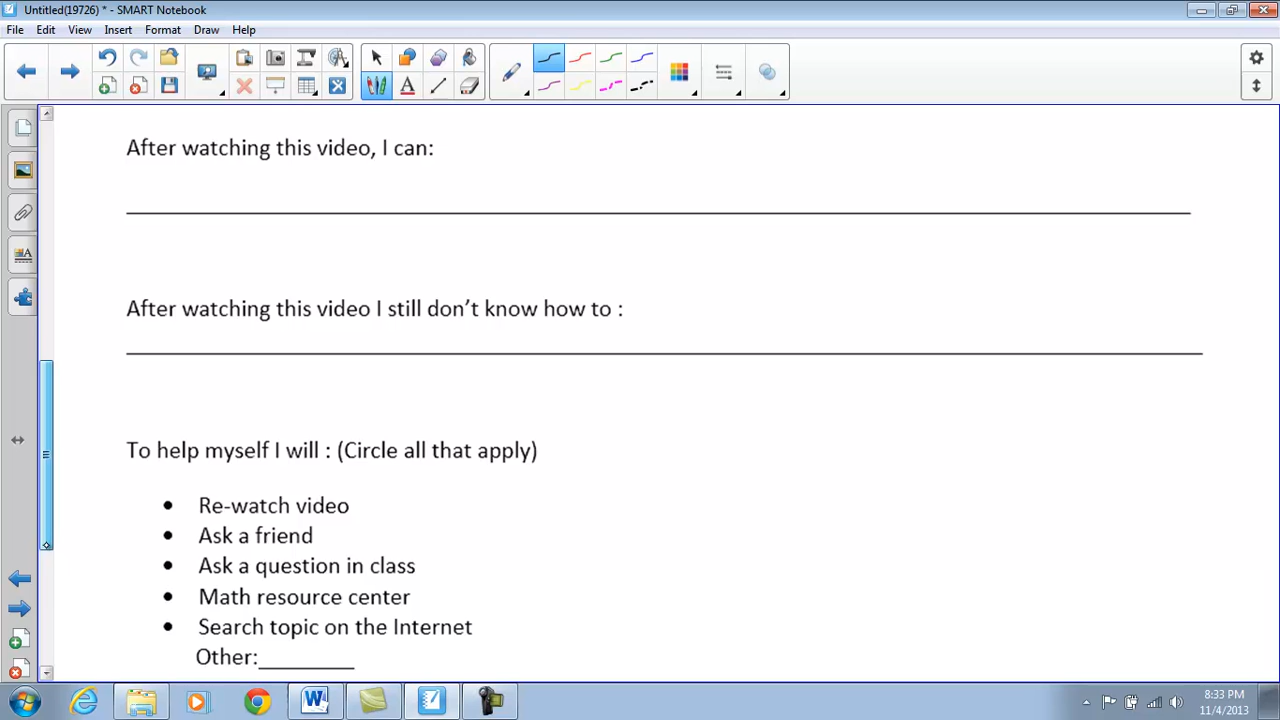 Untitled(19726) * - SMART Notebook
File Edit View Insert Format Draw Help
After watching this video, I can:
After watching this video I still don’t know how to :
To help myself I will : (Circle all that apply)
• Re-watch video
• Ask a friend
• Ask a question in class
• Math resource center
• Search topic on the Internet
Other:________
8:33 PM
11/4/2013